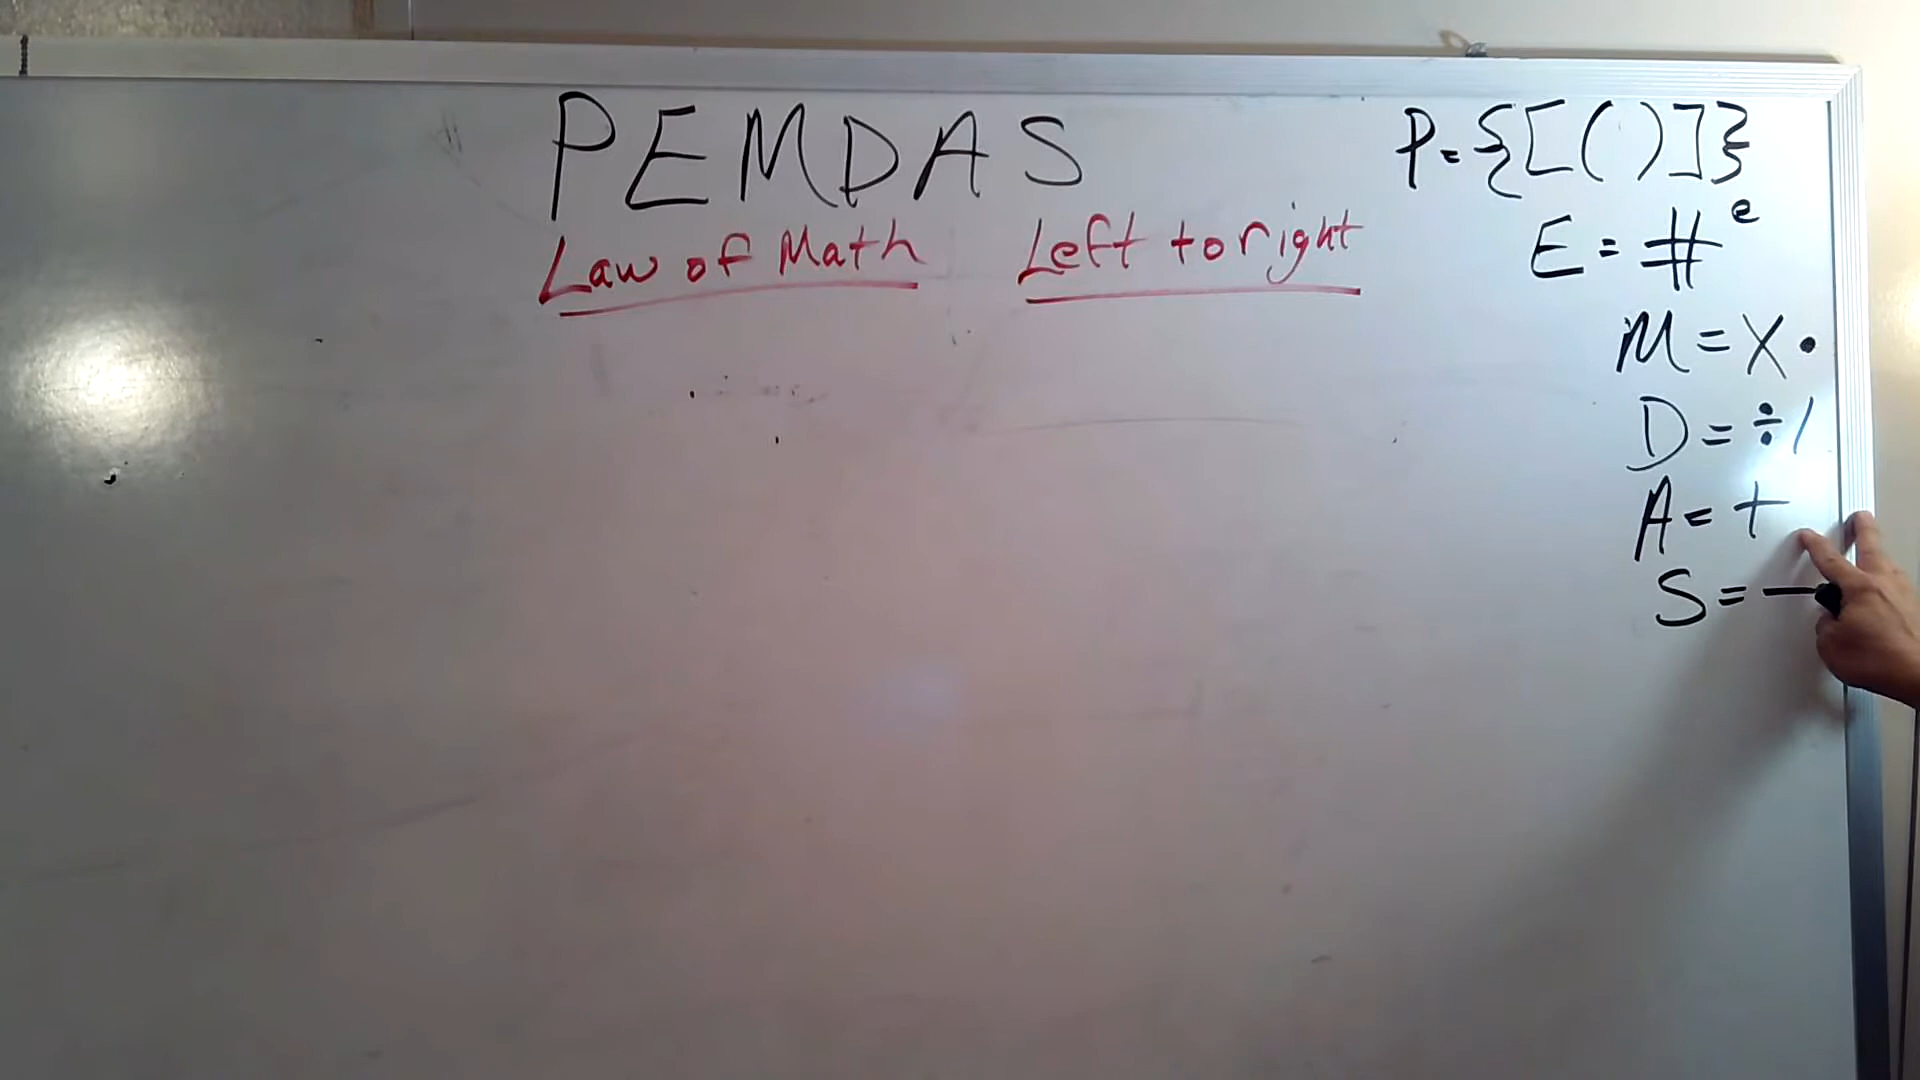 PEMDAS
Law of Math Left to right
P={[()]}
E=#e
M=X•
D=÷/
A=+
S=-